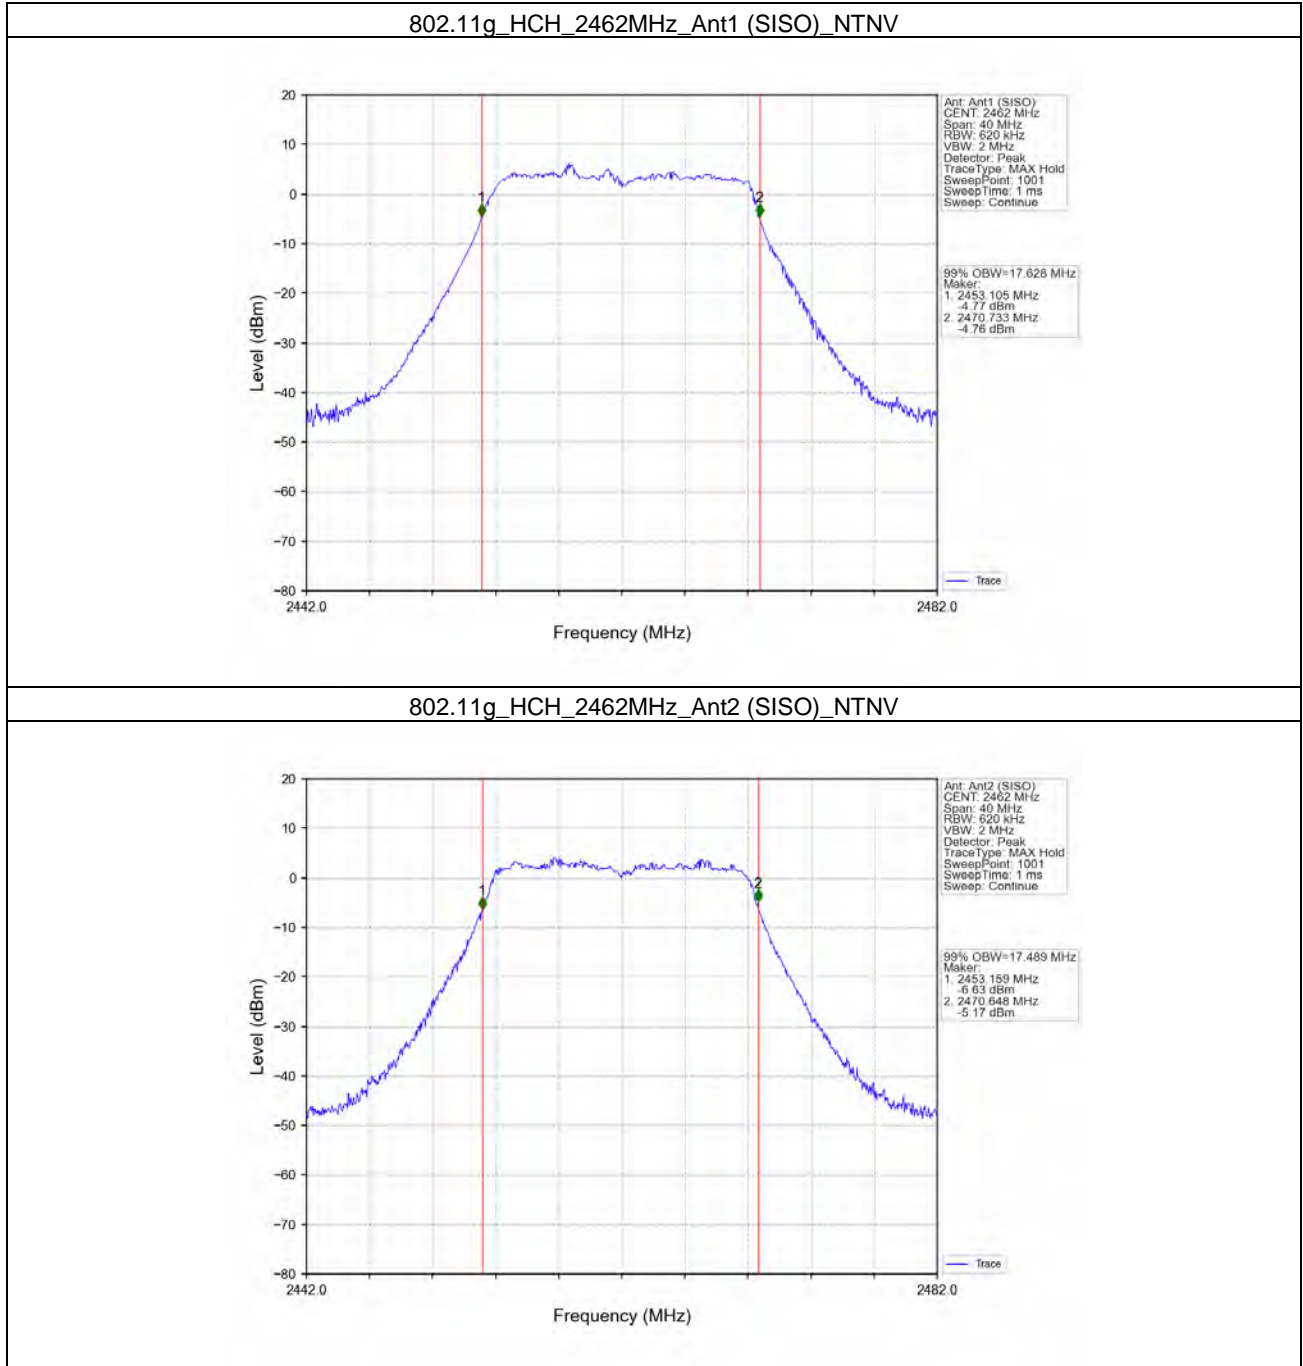 802.11g_HCH_2462MHz_Ant1 (SISO)_NTNV
20
10
0
−10
−20
−30
−40
−50
−60
−70
−80
Level (dBm)
2442.0
2482.0
Frequency (MHz)
1
2
Ant: Ant1 (SISO)
CENT: 2462 MHz
Span: 40 MHz
RBW: 620 kHz
VBW: 2 MHz
Detector: Peak
TraceType: MAX Hold
SweepPoint: 1001
SweepTime: 1 ms
Sweep: Continue
99% OBW=17.628 MHz
Maker:
1. 2453.105 MHz
-4.77 dBm
2. 2470.733 MHz
-4.76 dBm
Trace
802.11g_HCH_2462MHz_Ant2 (SISO)_NTNV
20
10
0
−10
−20
−30
−40
−50
−60
−70
−80
Level (dBm)
2442.0
2482.0
Frequency (MHz)
1
2
Ant: Ant2 (SISO)
CENT: 2462 MHz
Span: 40 MHz
RBW: 620 kHz
VBW: 2 MHz
Detector: Peak
TraceType: MAX Hold
SweepPoint: 1001
SweepTime: 1 ms
Sweep: Continue
99% OBW=17.489 MHz
Maker:
1. 2453.159 MHz
-6.63 dBm
2. 2470.648 MHz
-5.17 dBm
Trace